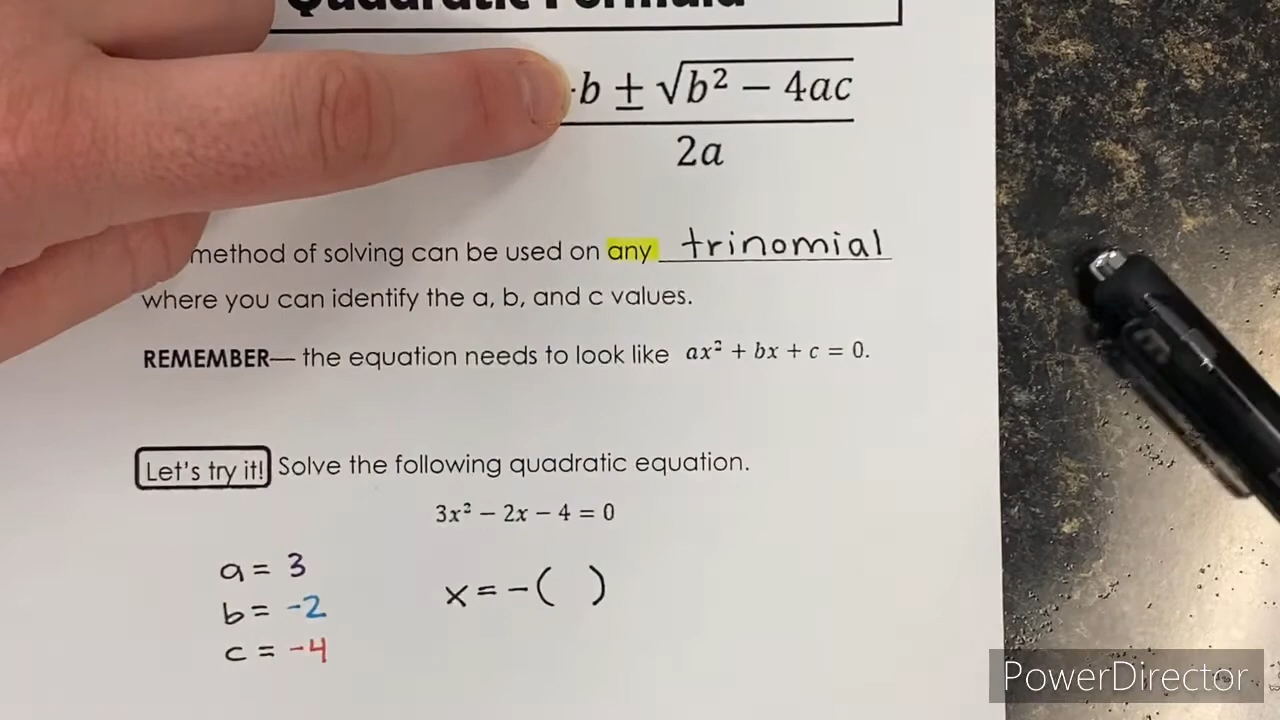 Quadratic Formula
-b ± √b² − 4ac
2a
method of solving can be used on any trinomial
where you can identify the a, b, and c values.
REMEMBER— the equation needs to look like ax² + bx + c = 0.
Let's try it! Solve the following quadratic equation.
3x² − 2x − 4 = 0
a = 3
b = -2
c = -4
x = -( )
PowerDirector